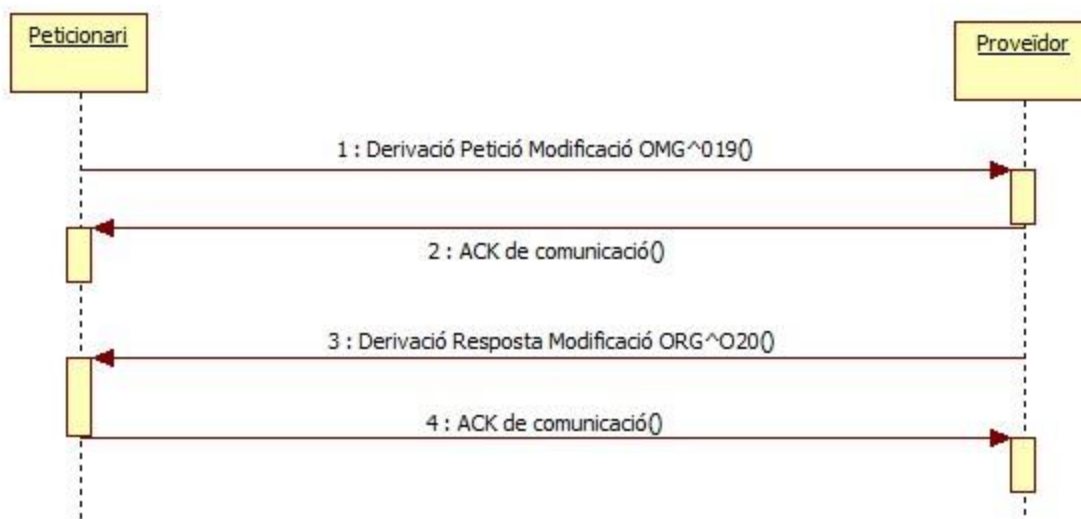 Peticionari
Proveïdor
1 : Derivació Petició Modificació OMG^019()
2 : ACK de comunicació()
3 : Derivació Resposta Modificació ORG^O20()
4 : ACK de comunicació()